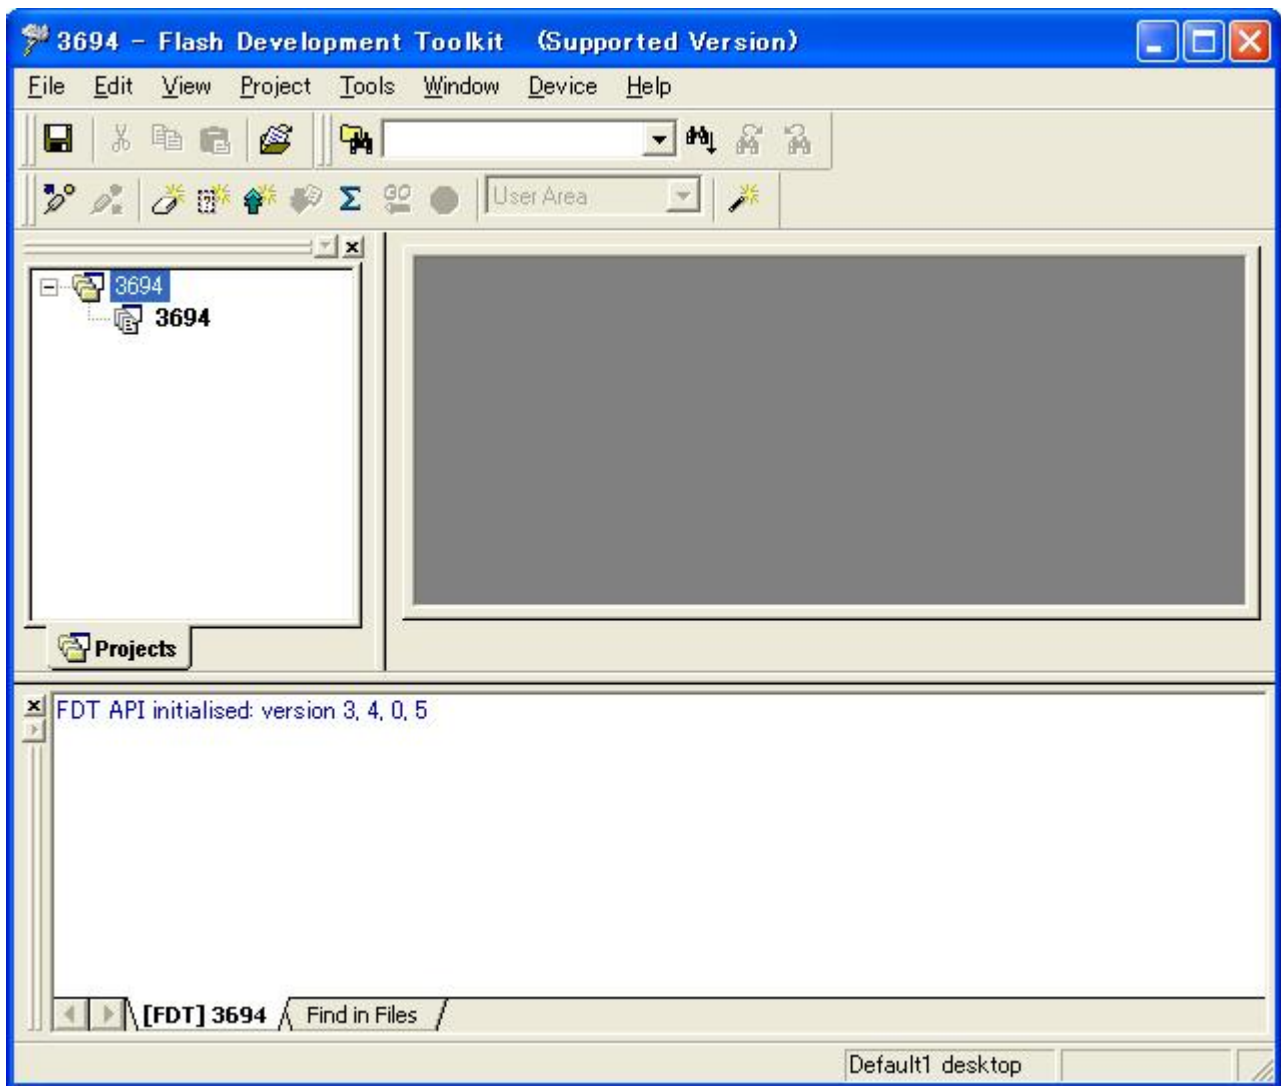 3694 - Flash Development Toolkit (Supported Version)
File Edit View Project Tools Window Device Help
GO User Area
3694
3694
Projects
FDT API initialised: version 3, 4, 0, 5
[FDT] 3694 Find in Files
Default1 desktop